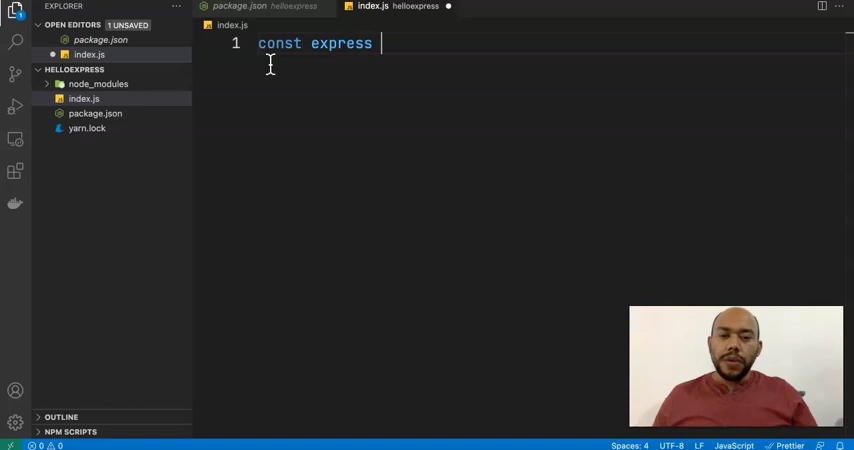 EXPLORER
package.json helloexpress
index.js helloexpress
OPEN EDITORS 1 UNSAVED
index.js
package.json
1 const express
index.js
HELLOEXPRESS
node_modules
index.js
package.json
yarn.lock
OUTLINE
NPM SCRIPTS
0 0
Spaces: 4 UTF-8 LF JavaScript Prettier
1